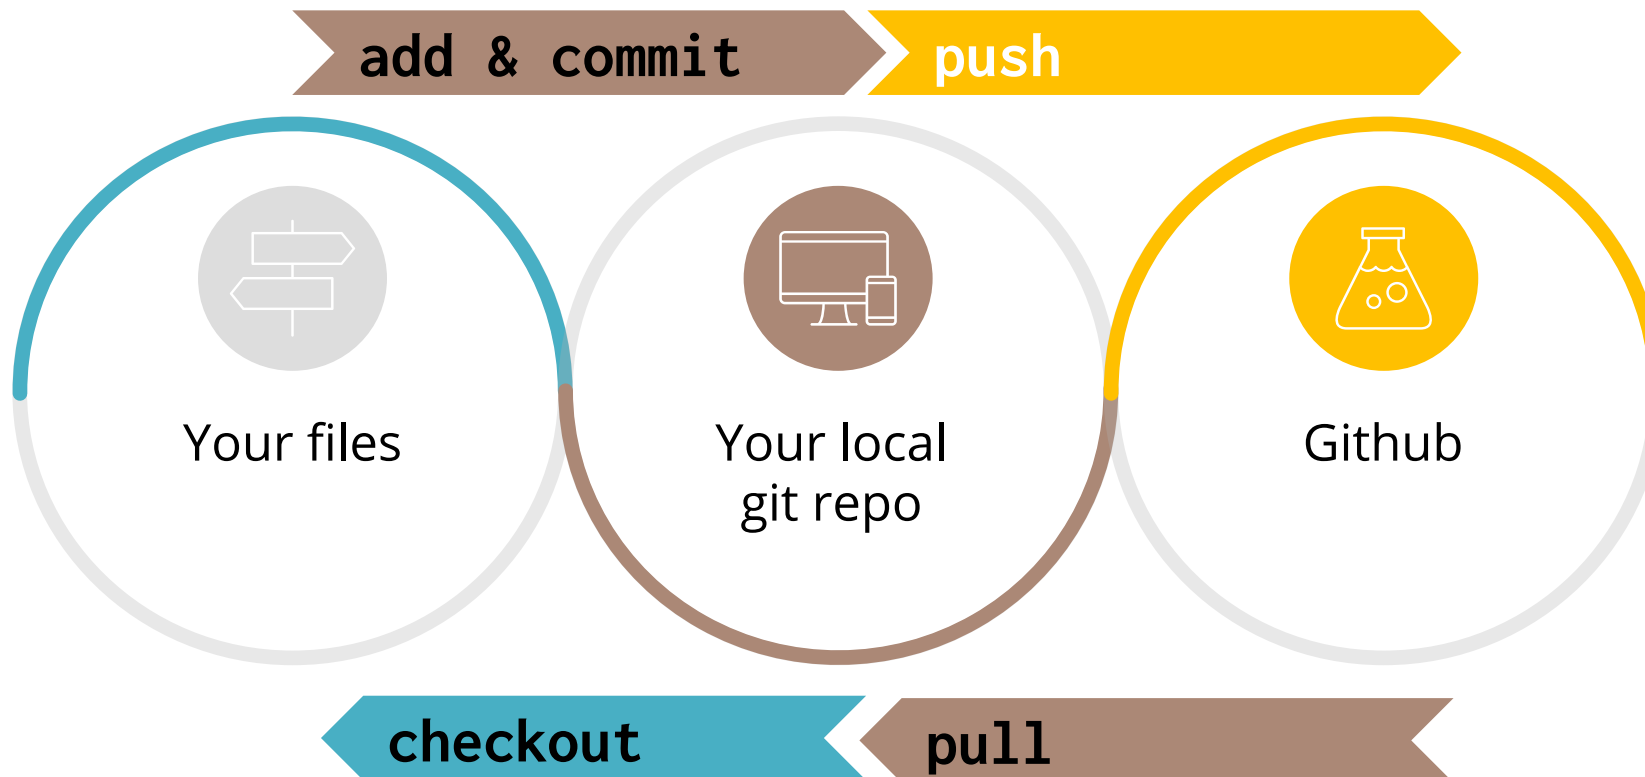 add & commit
push
Your files
Your local
git repo
Github
checkout
pull